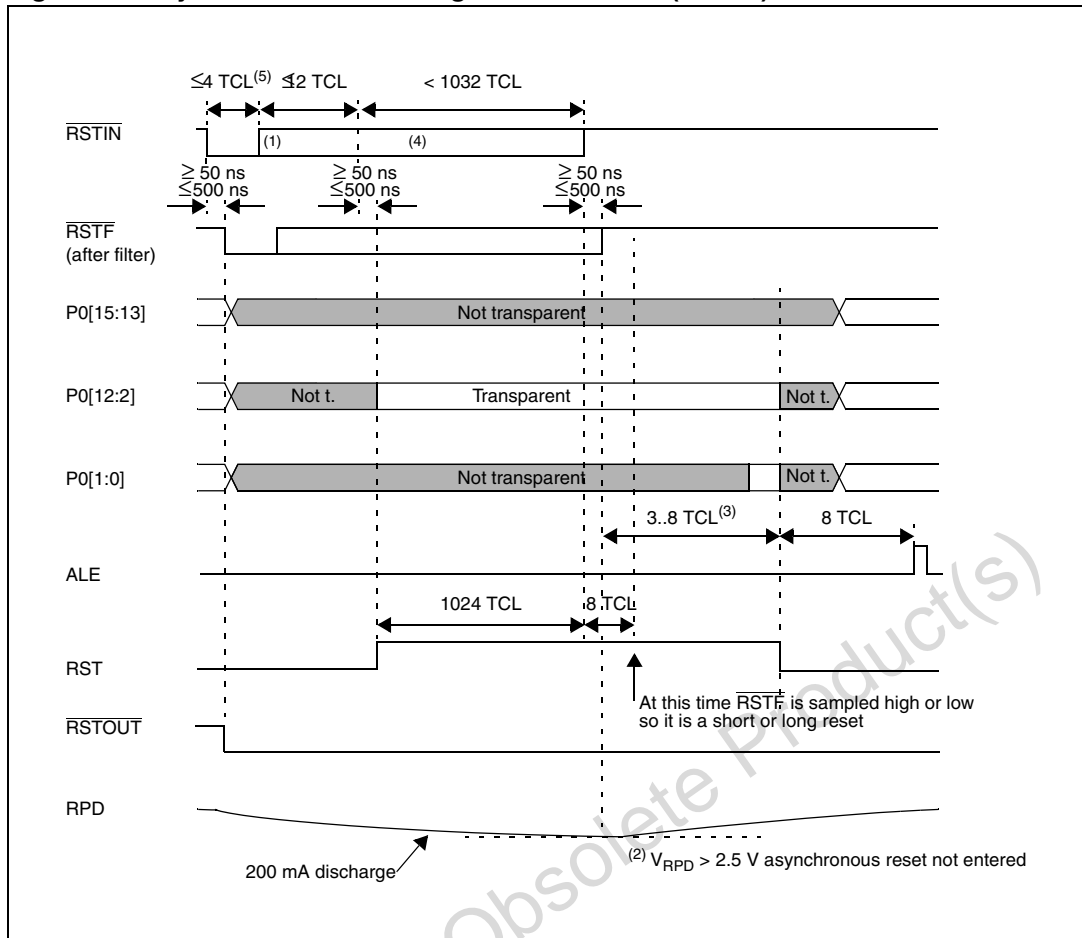 ≤4 TCL(5) ≤12 TCL < 1032 TCL
RSTIN
(1) (4)
≥ 50 ns ≥ 50 ns ≥ 50 ns
≤500 ns ≤500 ns ≤500 ns
RSTF
(after filter)
P0[15:13] Not transparent
P0[12:2] Not t. Transparent Not t.
P0[1:0] Not transparent Not t.
3..8 TCL(3) 8 TCL
ALE
1024 TCL 8 TCL
RST
At this time RSTF is sampled high or low
so it is a short or long reset
RSTOUT
RPD
200 mA discharge
(2) VRPD > 2.5 V asynchronous reset not entered
Obsolete Product(s)